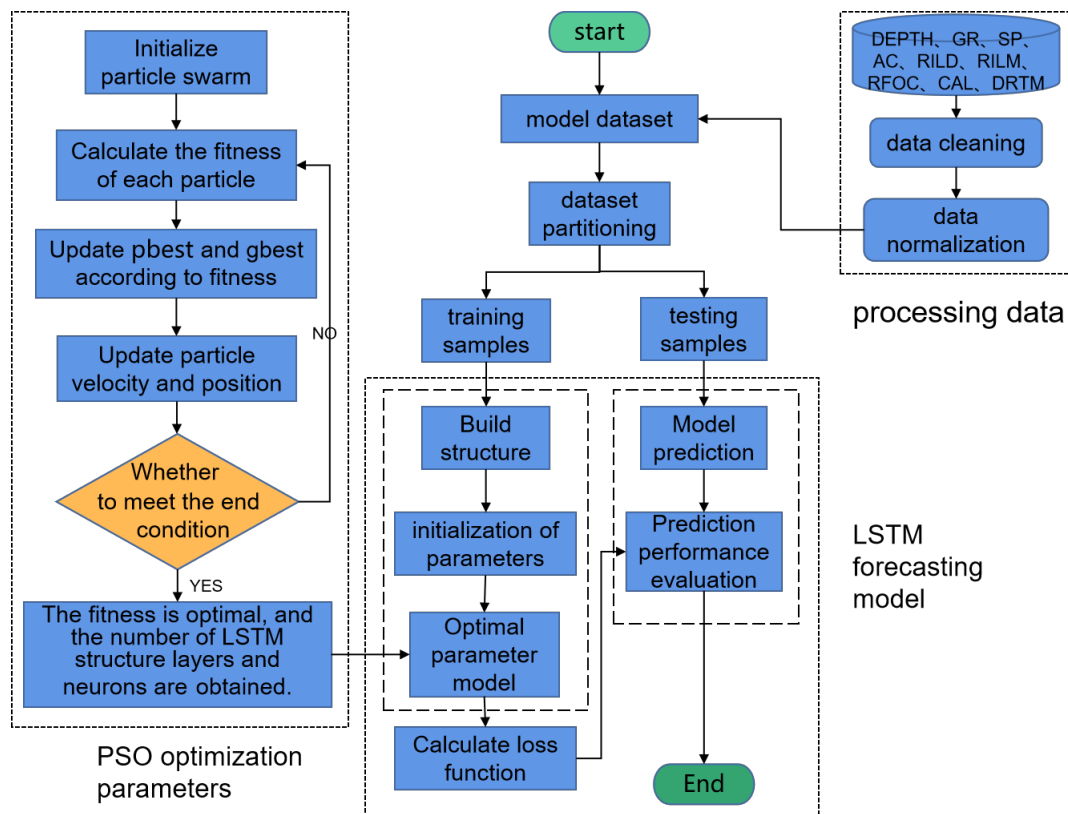 Initialize
particle swarm
Calculate the fitness
of each particle
Update pbest and gbest
according to fitness
NO
Update particle
velocity and position
Whether
to meet the end
condition
YES
The fitness is optimal, and
the number of LSTM
structure layers and
neurons are obtained.
PSO optimization
parameters
start
model dataset
dataset
partitioning
training
samples
testing
samples
Build
structure
initialization of
parameters
Optimal
parameter
model
Calculate loss
function
Model
prediction
Prediction
performance
evaluation
End
DEPTH、GR、SP、
AC、RILD、RILM、
RFOC、CAL、DRTM
data cleaning
data
normalization
processing data
LSTM
forecasting
model